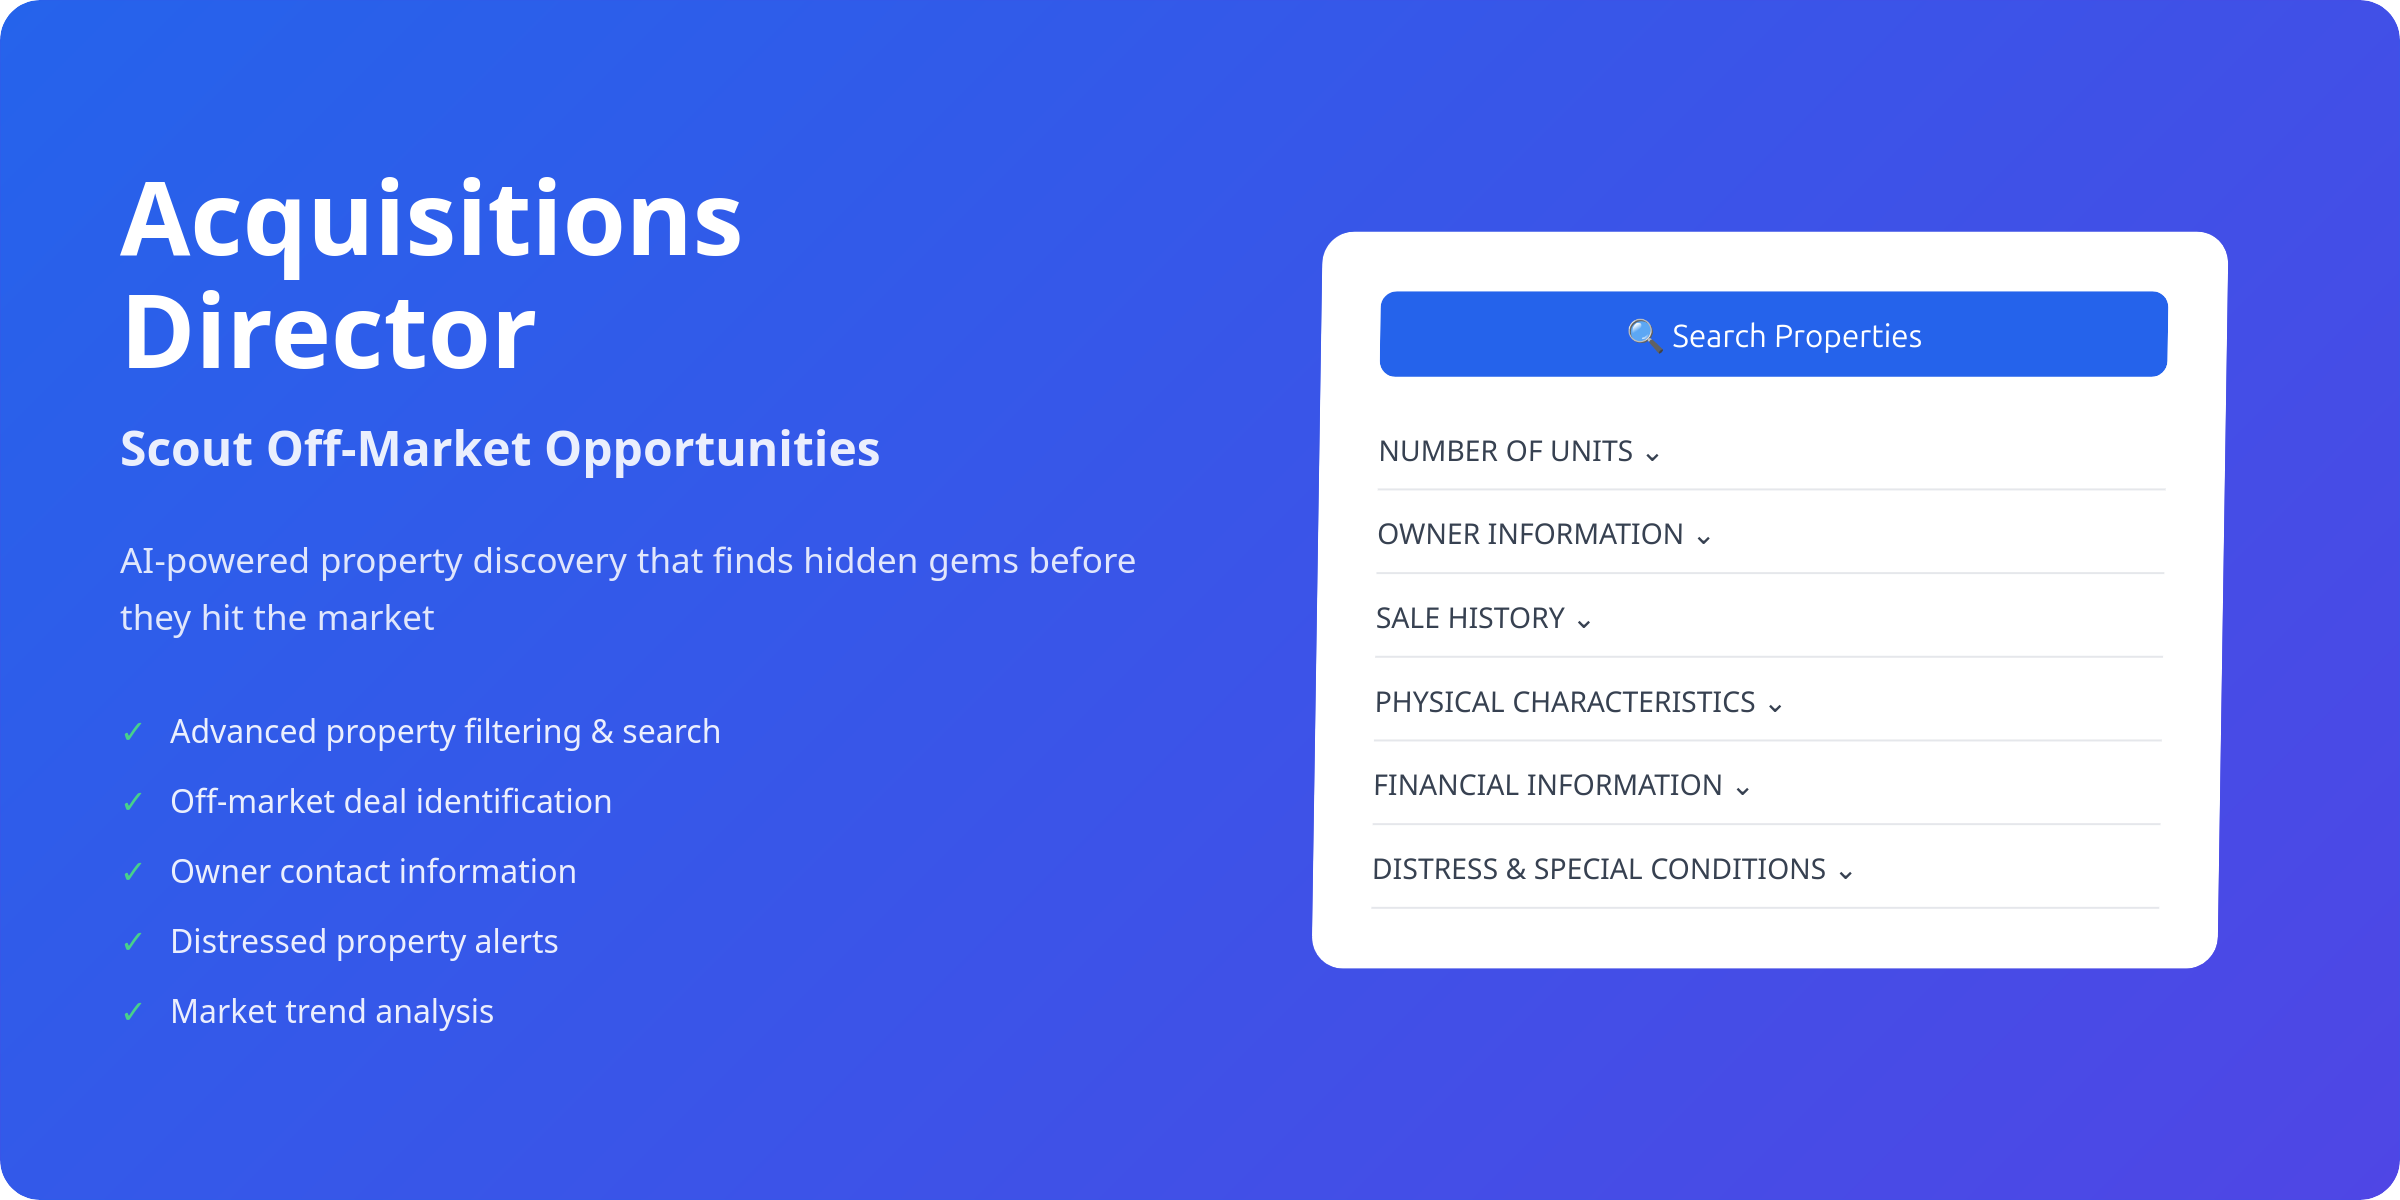 Acquisitions
Director
Scout Off-Market Opportunities
AI-powered property discovery that finds hidden gems before
they hit the market
✓ Advanced property filtering & search
✓ Off-market deal identification
✓ Owner contact information
✓ Distressed property alerts
✓ Market trend analysis
🔍 Search Properties
NUMBER OF UNITS ⌄
OWNER INFORMATION ⌄
SALE HISTORY ⌄
PHYSICAL CHARACTERISTICS ⌄
FINANCIAL INFORMATION ⌄
DISTRESS & SPECIAL CONDITIONS ⌄